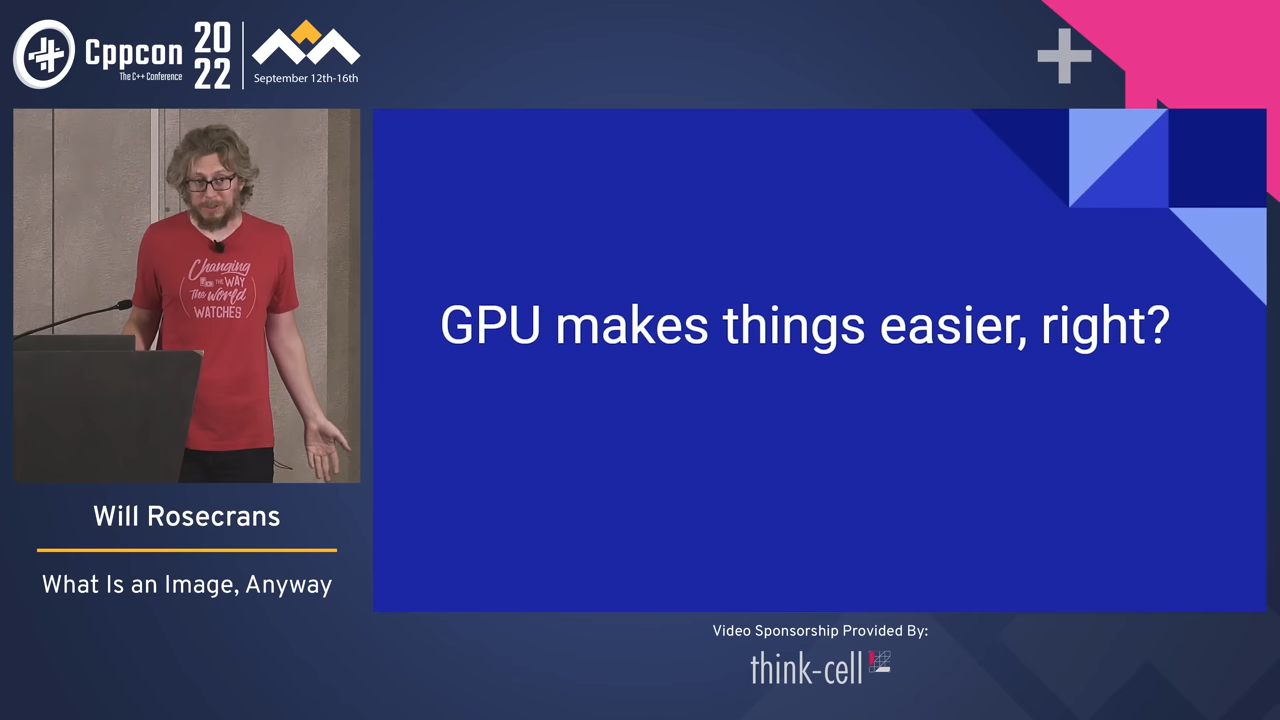 Cppcon
The C++ Conference
20
22
September 12th-16th
GPU makes things easier, right?
Changing
THE WAY
The world
WATCHES
Will Rosecrans
What Is an Image, Anyway
Video Sponsorship Provided By:
think-cell